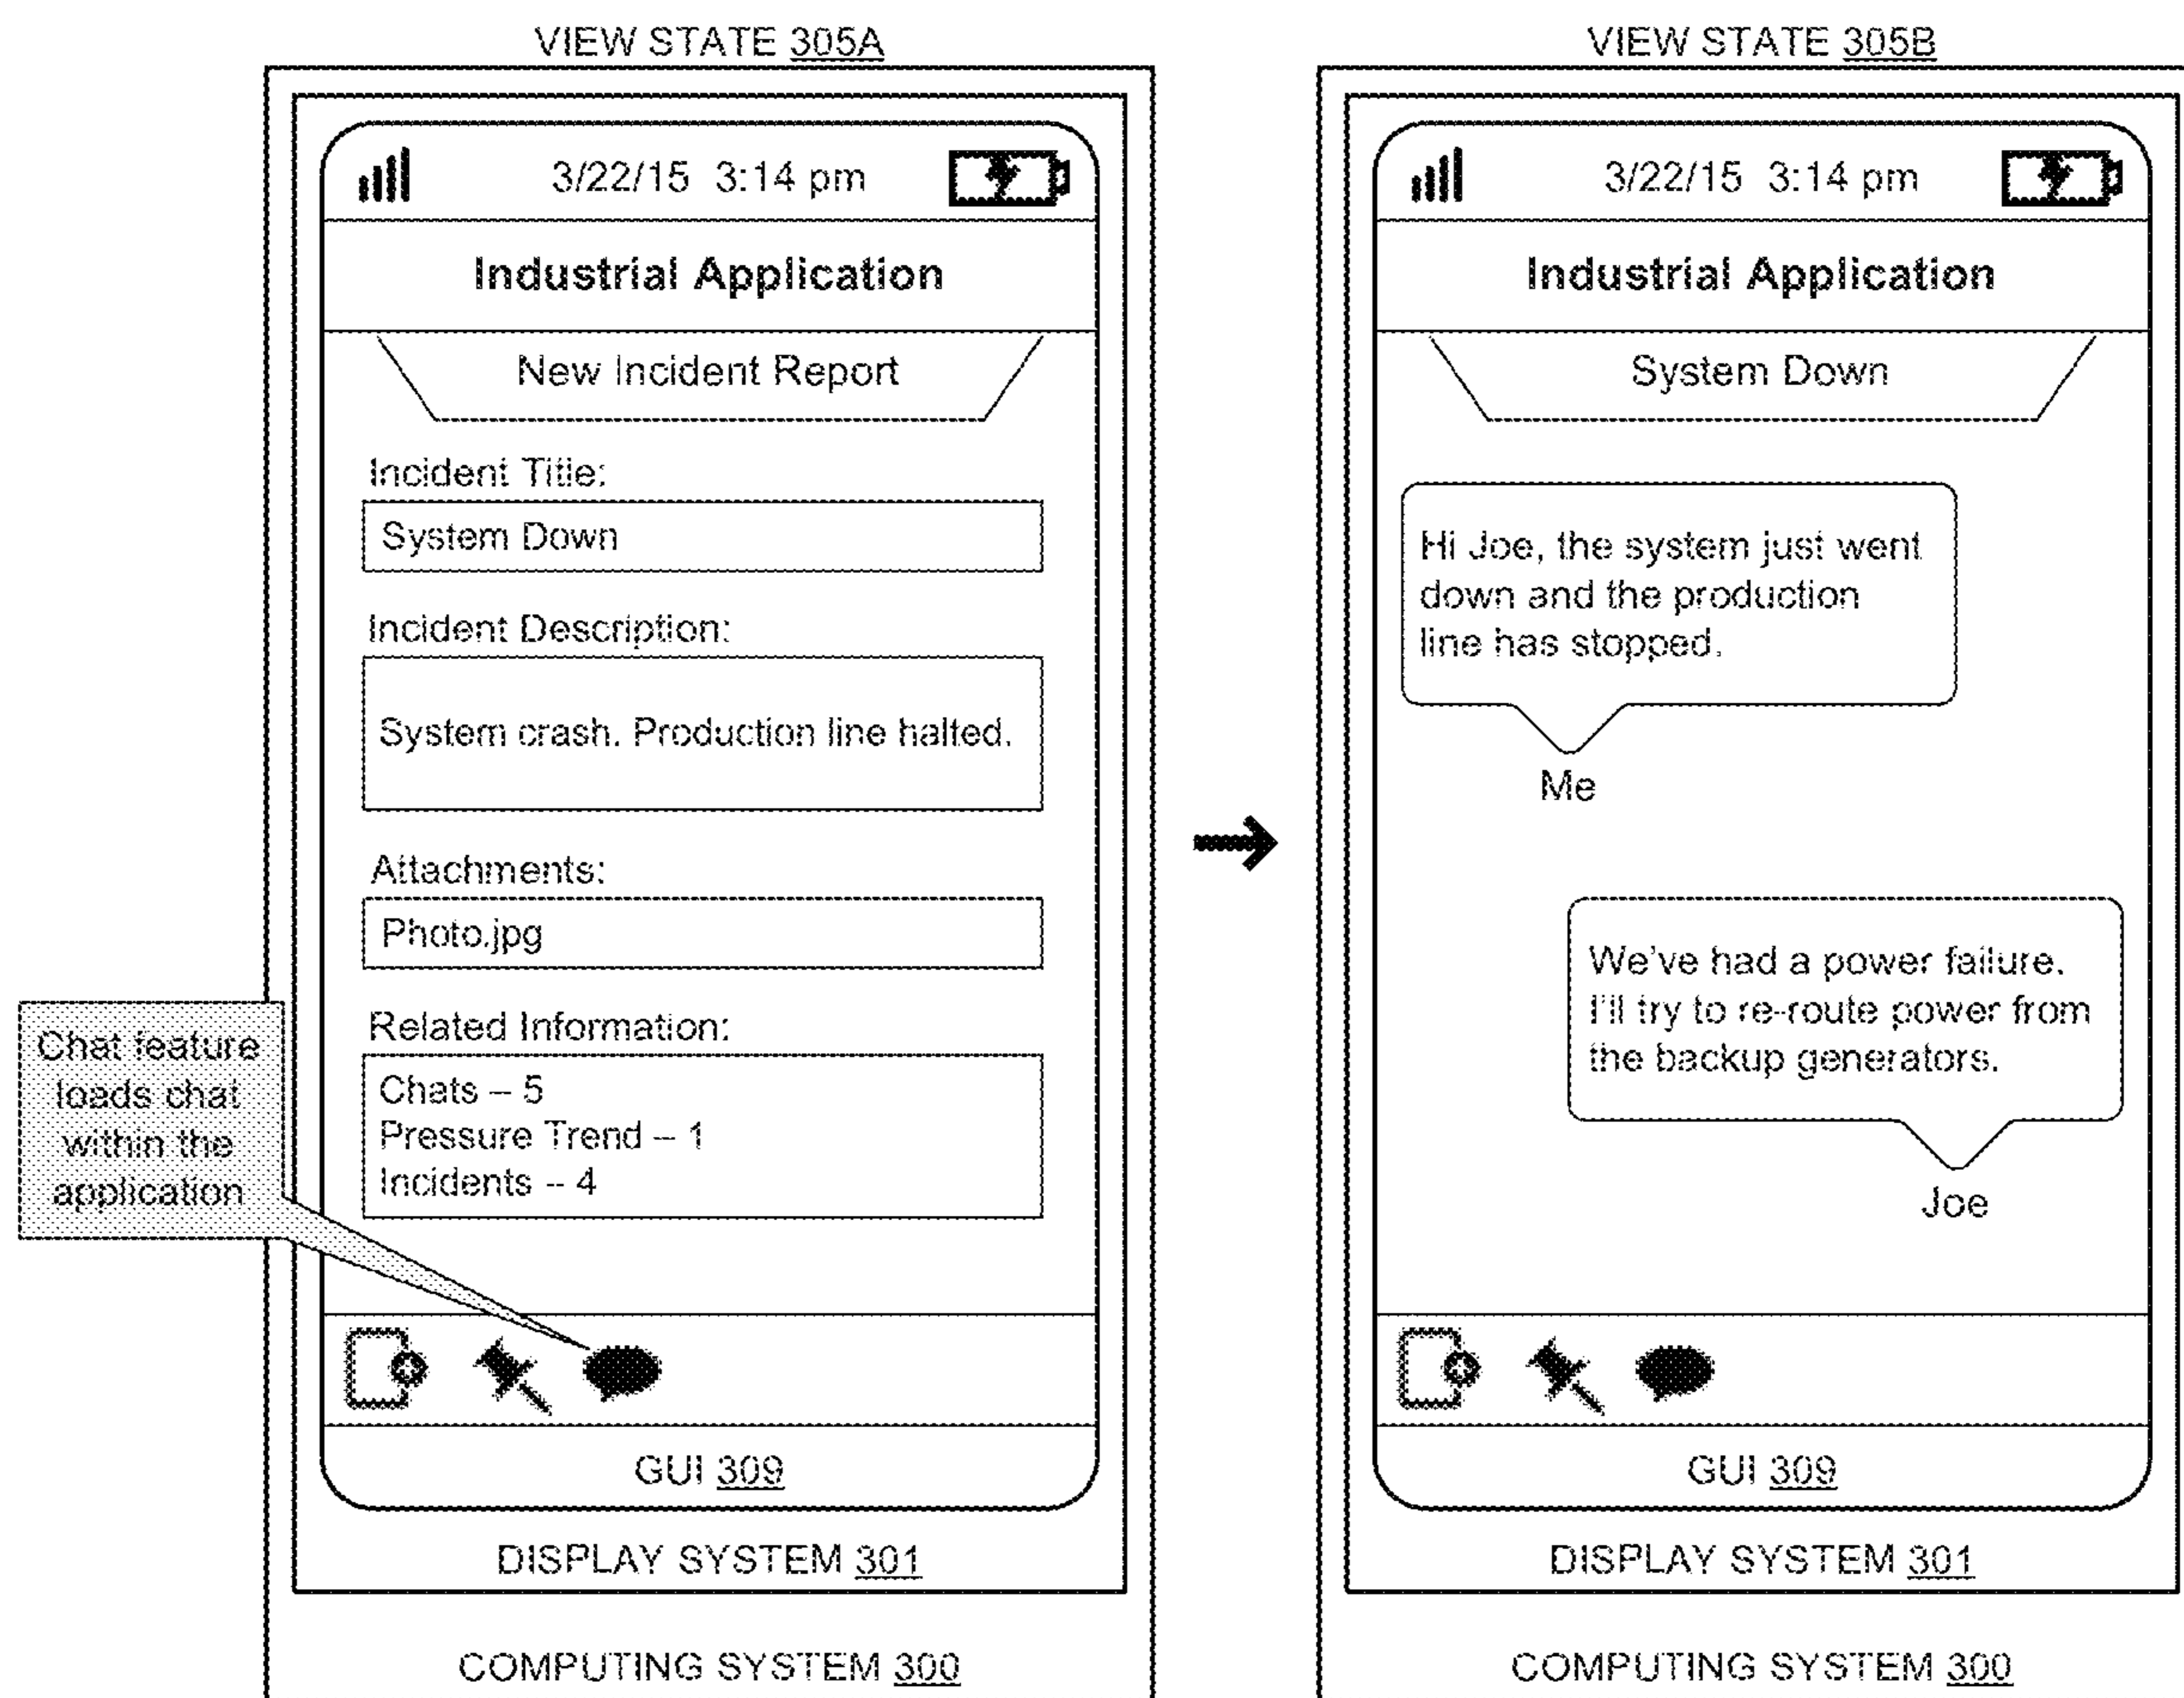 VIEW STATE 305A
3/22/15 3:14 pm
Industrial Application
New Incident Report
Incident Title:
System Down
Incident Description:
System crash. Production line halted.
Attachments:
Photo.jpg
Related Information:
Chats – 5
Pressure Trend – 1
Incidents – 4
Chat feature
loads chat
within the
application
GUI 309
DISPLAY SYSTEM 301
COMPUTING SYSTEM 300
VIEW STATE 305B
3/22/15 3:14 pm
Industrial Application
System Down
Hi Joe, the system just went
down and the production
line has stopped.
Me
We've had a power failure.
I'll try to re-route power from
the backup generators.
Joe
GUI 309
DISPLAY SYSTEM 301
COMPUTING SYSTEM 300